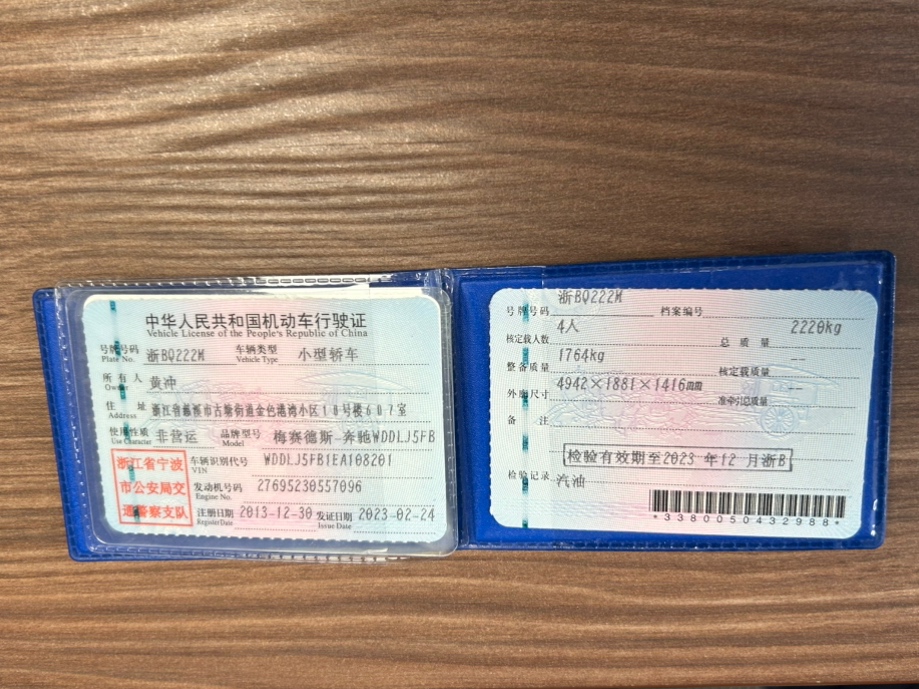 中华人民共和国机动车行驶证
Vehicle License of the People's Republic of China
号牌号码 浙BQ222M 车辆类型 小型轿车
Plate No. Vehicle Type
所有人 黄冲
Owner
住址 浙江省慈溪市古塘街道金色港湾小区10号楼607室
Address
使用性质 非营运 品牌型号 梅赛德斯-奔驰WDDLJ5FB
Use Character Model
浙江省宁波
市公安局交
通警察支队
车辆识别代号 WDDLJ5FB1EA108201
VIN
发动机号码 27695230557096
Engine No.
注册日期 2013-12-30 发证日期 2023-02-24
Register Date Issue Date
号牌号码 浙BQ222M 档案编号
核定载人数 4人 总质量 2220kg
整备质量 1764kg 核定载质量 --
外廓尺寸 4942×1881×1416mm 准牵引总质量 --
备注
检验有效期至2023年12月浙B
检验记录 汽油
*3380050432988*